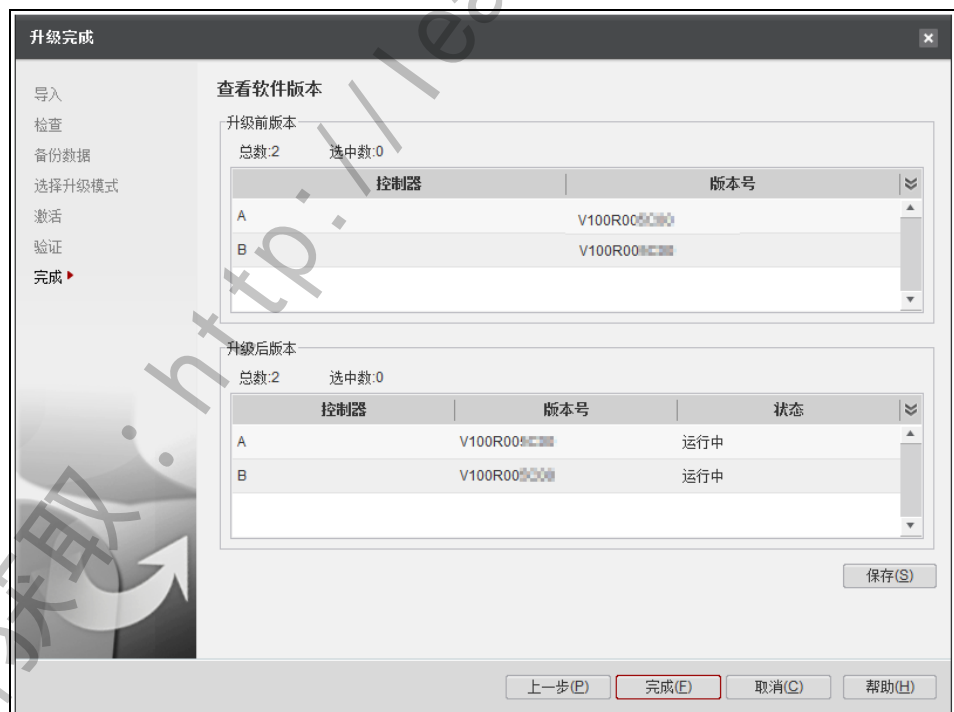 升级完成
导入
检查
备份数据
选择升级模式
激活
验证
完成
查看软件版本
升级前版本
总数:2 选中数:0
控制器 版本号
A V100R00
B V100R00
升级后版本
总数:2 选中数:0
控制器 版本号 状态
A V100R00 运行中
B V100R00 运行中
保存(S)
上一步(P) 完成(F) 取消(C) 帮助(H)
获取:http://lea